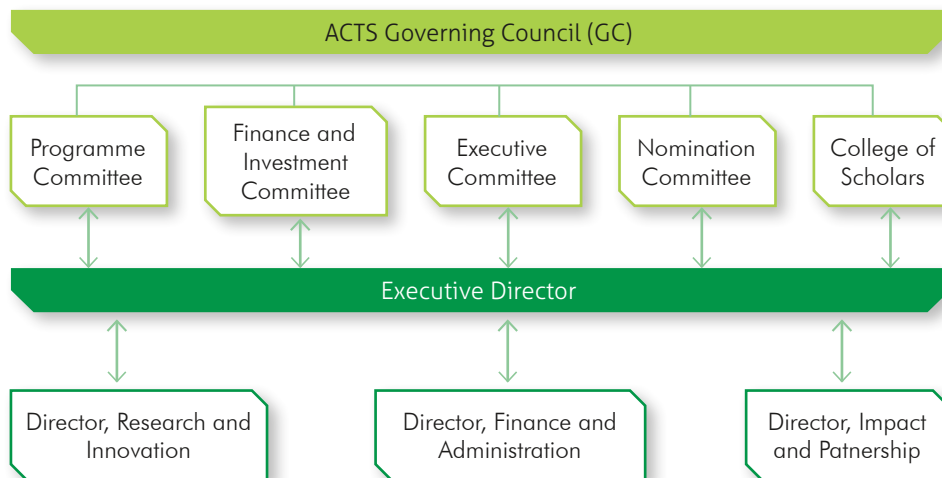 ACTS Governing Council (GC)
Programme
Committee
Finance and
Investment
Committee
Executive
Committee
Nomination
Committee
College of
Scholars
Executive Director
Director, Research and
Innovation
Director, Finance and
Administration
Director, Impact
and Patnership